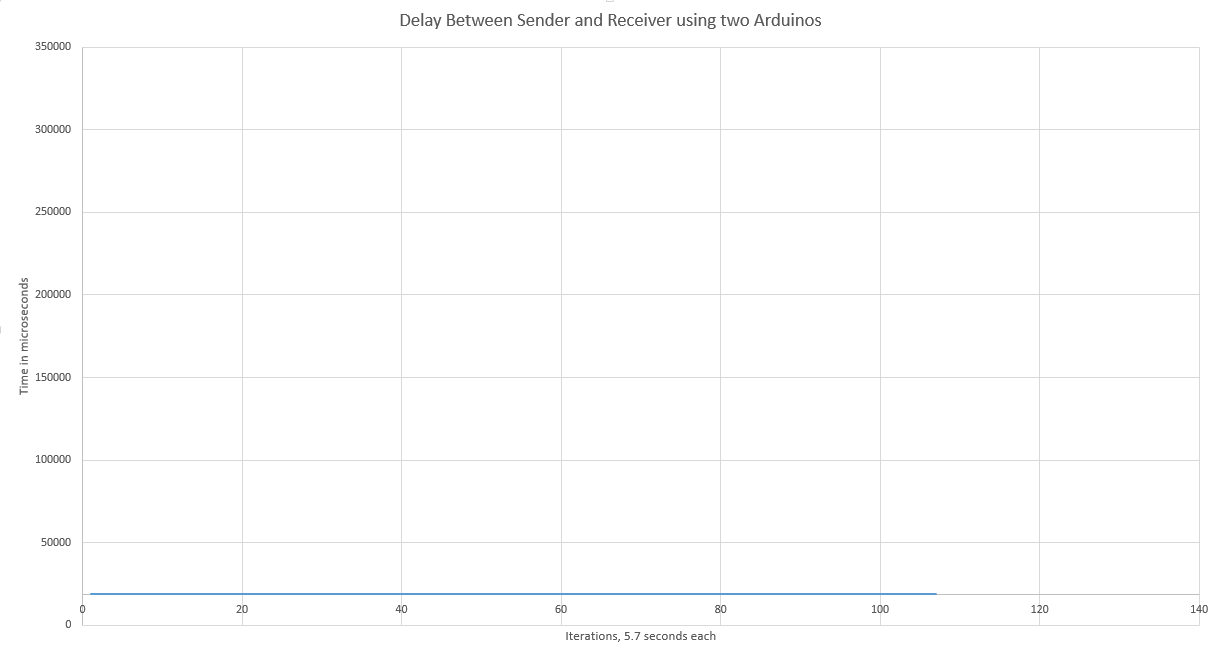 Delay Between Sender and Receiver using two Arduinos
350000
300000
250000
200000
150000
100000
50000
0
Time in microseconds
0 20 40 60 80 100 120 140
Iterations, 5.7 seconds each